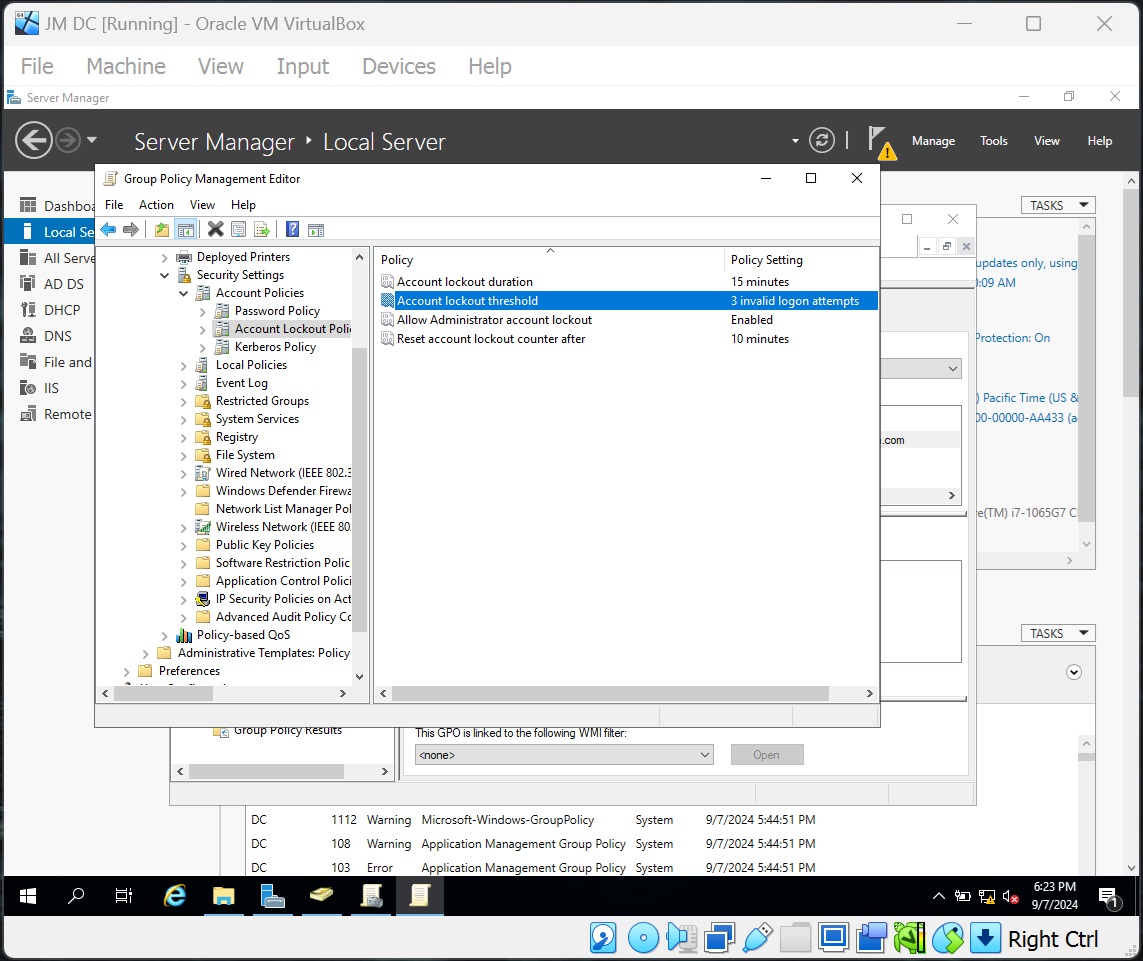 JM DC [Running] - Oracle VM VirtualBox
File Machine View Input Devices Help
Server Manager
Server Manager Local Server
Manage Tools View Help
Dashboa
Local Se
All Serve
AD DS
DHCP
DNS
File and
IIS
Remote
Group Policy Management Editor
File Action View Help
Deployed Printers
Security Settings
Account Policies
Password Policy
Account Lockout Poli
Kerberos Policy
Local Policies
Event Log
Restricted Groups
System Services
Registry
File System
Wired Network (IEEE 802.3
Windows Defender Firewa
Network List Manager Pol
Wireless Network (IEEE 80
Public Key Policies
Software Restriction Polic
Application Control Polici
IP Security Policies on Act
Advanced Audit Policy Co
Policy-based QoS
Administrative Templates: Policy
Preferences
Policy Policy Setting
Account lockout duration 15 minutes
Account lockout threshold 3 invalid logon attempts
Allow Administrator account lockout Enabled
Reset account lockout counter after 10 minutes
TASKS
updates only, using
0:09 AM
Protection: On
) Pacific Time (US &
00-00000-AA433 (a
.com
e(TM) i7-1065G7 C
TASKS
Group Policy Results
This GPO is linked to the following WMI filter:
<none> Open
DC 1112 Warning Microsoft-Windows-GroupPolicy System 9/7/2024 5:44:51 PM
DC 108 Warning Application Management Group Policy System 9/7/2024 5:44:51 PM
DC 103 Error Application Management Group Policy System 9/7/2024 5:44:51 PM
6:23 PM
9/7/2024
1
Right Ctrl